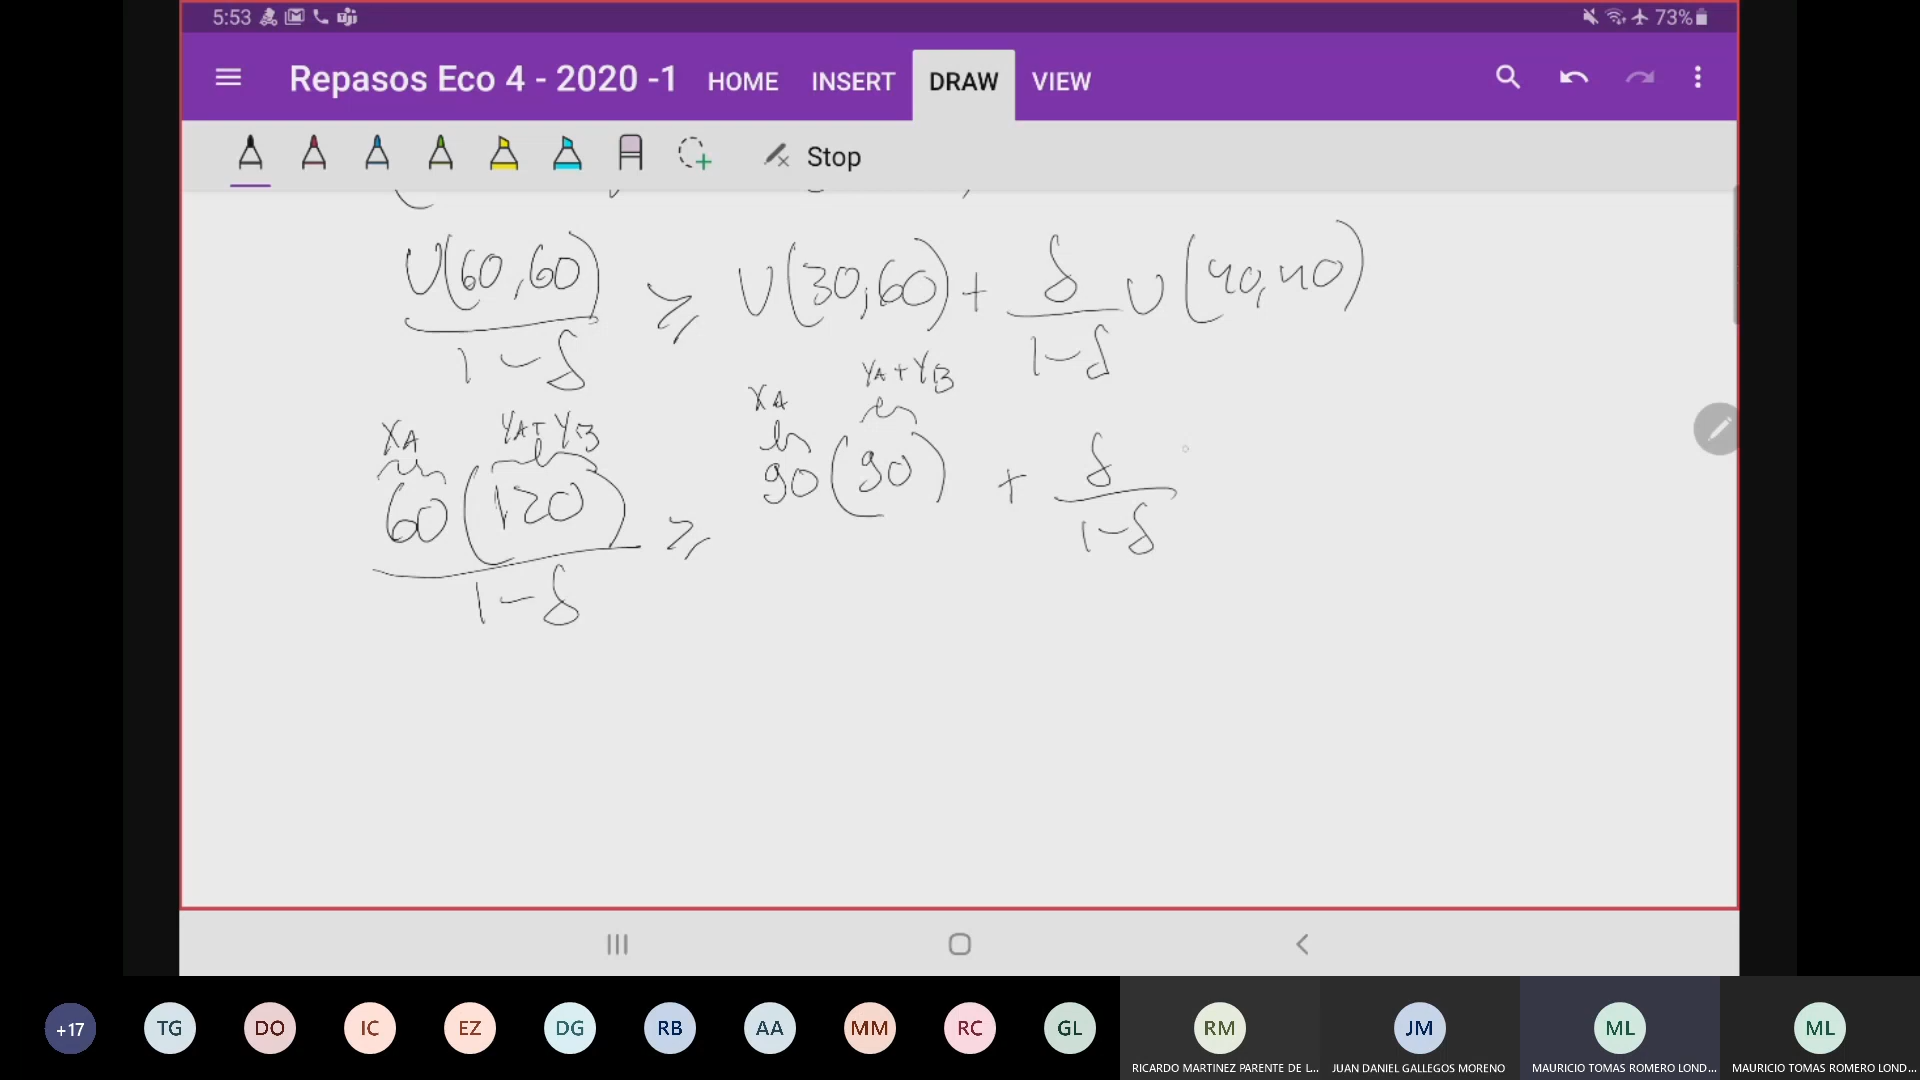 5:53 73%
Repasos Eco 4 - 2020 -1 HOME INSERT DRAW VIEW
Stop
U(60,60) / 1-δ ≥ U(30,60) + δ / 1-δ U(40,40)
XA YA+YB XA YA+YB
60(120) / 1-δ ≥ 90(90) + δ / 1-δ
+17 TG DO IC EZ DG RB AA MM RC GL RM JM ML ML
RICARDO MARTINEZ PARENTE DE L... JUAN DANIEL GALLEGOS MORENO MAURICIO TOMAS ROMERO LOND... MAURICIO TOMAS ROMERO LOND...